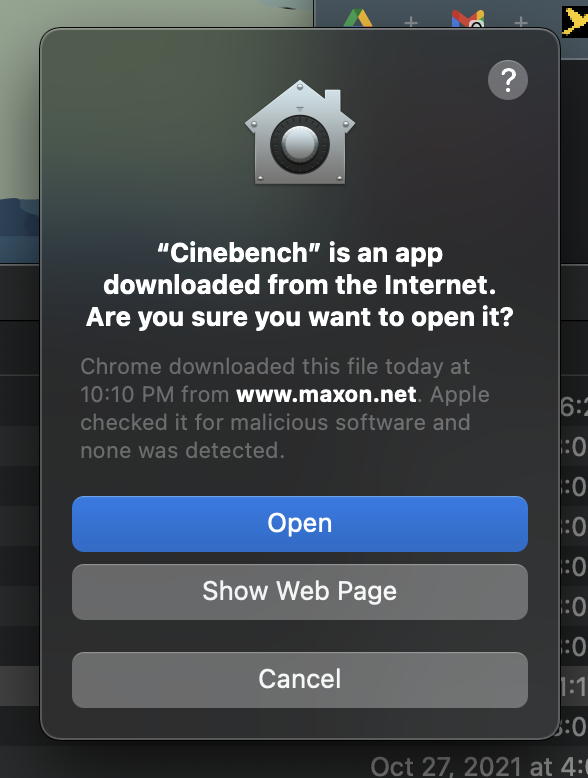 ?
“Cinebench” is an app
downloaded from the Internet.
Are you sure you want to open it?
Chrome downloaded this file today at
10:10 PM from www.maxon.net. Apple
checked it for malicious software and
none was detected.
Open
Show Web Page
Cancel
Oct 27, 2021 at 4: